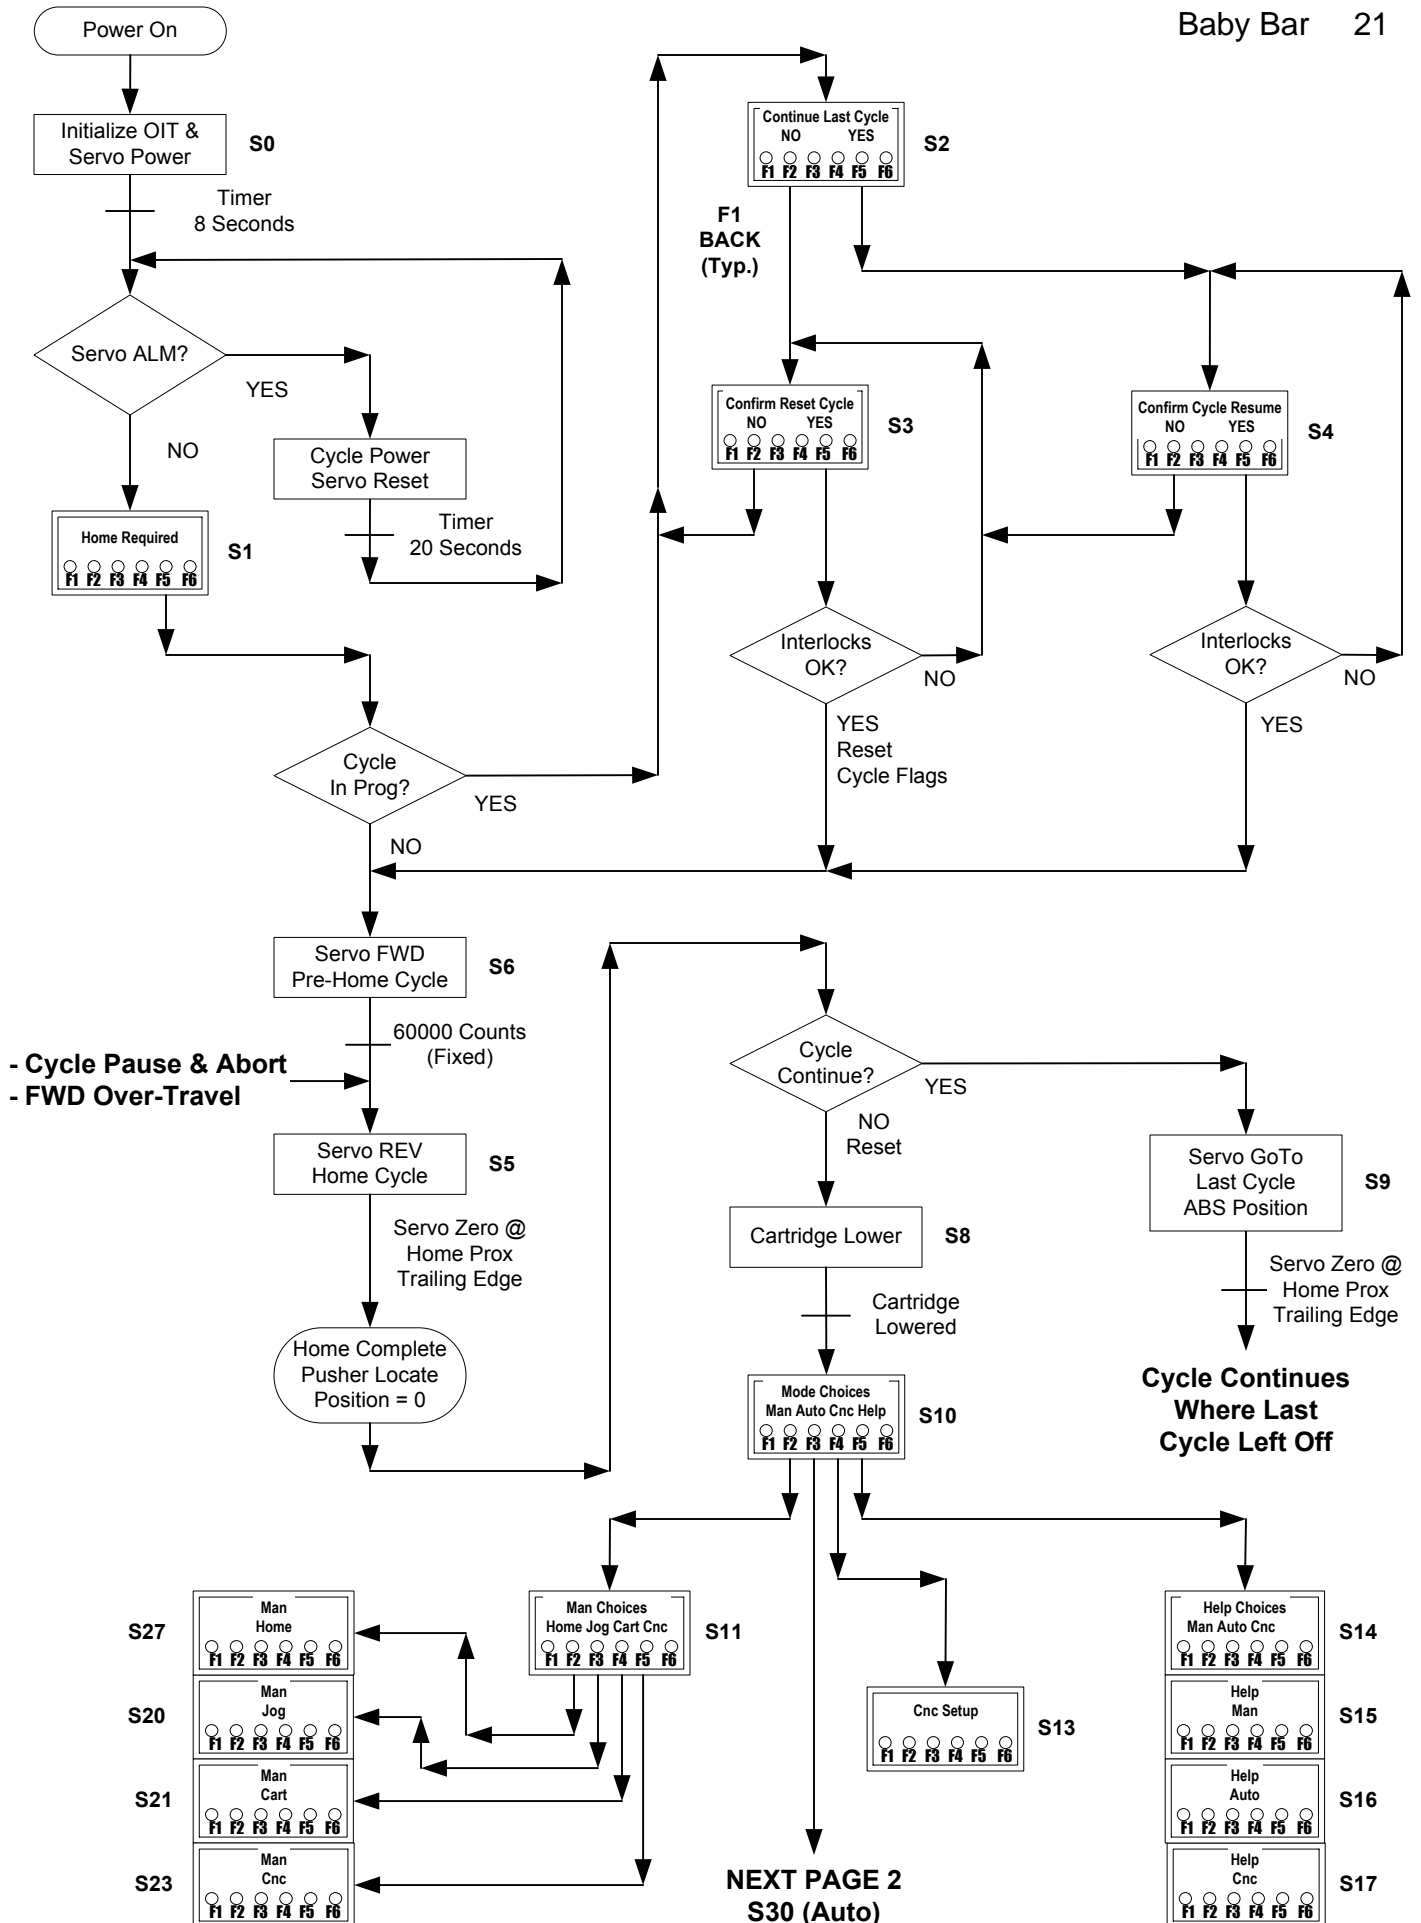 Baby Bar 21
Power On
Initialize OIT &
Servo Power
S0
Timer
8 Seconds
Servo ALM?
YES
NO
Cycle Power
Servo Reset
Timer
20 Seconds
Home Required
F1 F2 F3 F4 F5 F6
S1
Cycle
In Prog?
YES
NO
Continue Last Cycle
NO YES
F1 F2 F3 F4 F5 F6
S2
F1
BACK
(Typ.)
Confirm Reset Cycle
NO YES
F1 F2 F3 F4 F5 F6
S3
Confirm Cycle Resume
NO YES
F1 F2 F3 F4 F5 F6
S4
Interlocks
OK?
NO
YES
Reset
Cycle Flags
Interlocks
OK?
NO
YES
Servo FWD
Pre-Home Cycle
S6
60000 Counts
(Fixed)
- Cycle Pause & Abort
- FWD Over-Travel
Servo REV
Home Cycle
S5
Servo Zero @
Home Prox
Trailing Edge
Home Complete
Pusher Locate
Position = 0
Cycle
Continue?
YES
NO
Reset
Servo GoTo
Last Cycle
ABS Position
S9
Servo Zero @
Home Prox
Trailing Edge
Cycle Continues
Where Last
Cycle Left Off
Cartridge Lower
S8
Cartridge
Lowered
Mode Choices
Man Auto Cnc Help
F1 F2 F3 F4 F5 F6
S10
Man Choices
Home Jog Cart Cnc
F1 F2 F3 F4 F5 F6
S11
S27
Man
Home
F1 F2 F3 F4 F5 F6
S20
Man
Jog
F1 F2 F3 F4 F5 F6
S21
Man
Cart
F1 F2 F3 F4 F5 F6
S23
Man
Cnc
F1 F2 F3 F4 F5 F6
Cnc Setup
F1 F2 F3 F4 F5 F6
S13
NEXT PAGE 2
S30 (Auto)
Help Choices
Man Auto Cnc
F1 F2 F3 F4 F5 F6
S14
Help
Man
F1 F2 F3 F4 F5 F6
S15
Help
Auto
F1 F2 F3 F4 F5 F6
S16
Help
Cnc
F1 F2 F3 F4 F5 F6
S17